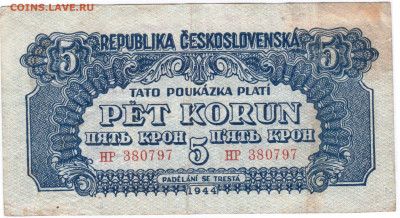 COINS.LAVE.RU
5 REPUBLIKA ČESKOSLOVENSKÁ 5
TATO POUKÁZKA PLATÍ
PĚT KORUN
ПЯТЬ КРОН 5 П'ЯТЬ КРОН
НР 380797 НР 380797
PADĚLÁNÍ SE TRESTÁ
1944